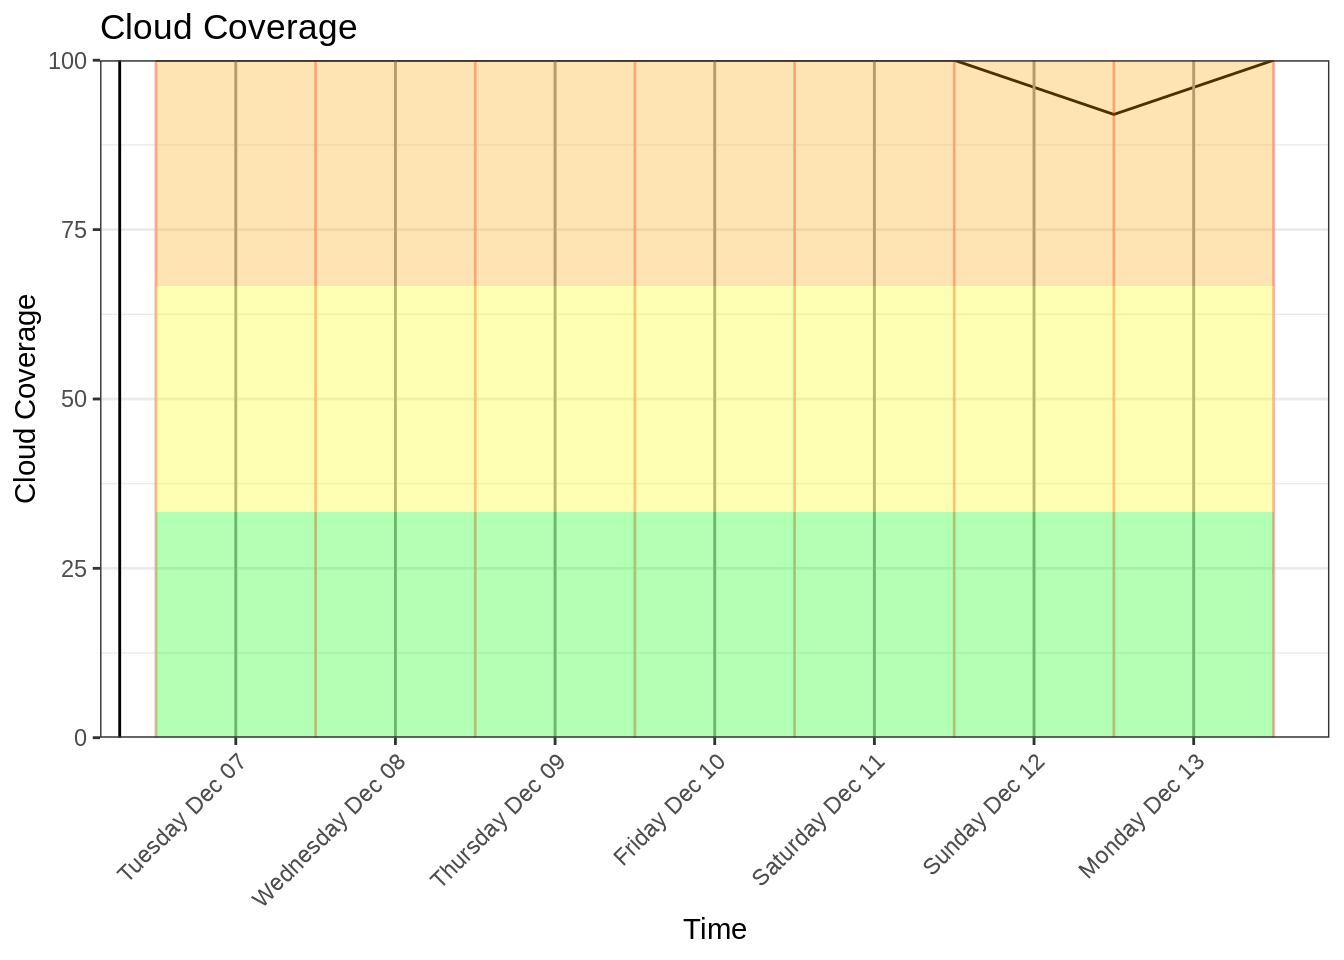 Cloud Coverage
100
75
50
25
0
Cloud Coverage
Tuesday Dec 07
Wednesday Dec 08
Thursday Dec 09
Friday Dec 10
Saturday Dec 11
Sunday Dec 12
Monday Dec 13
Time